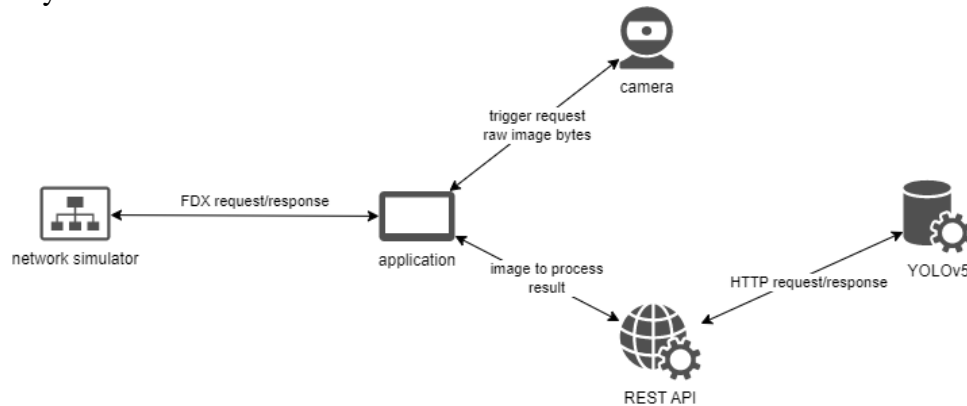 camera
trigger request
raw image bytes
FDX request/response
network simulator
application
image to process
result
HTTP request/response
YOLOv5
REST API